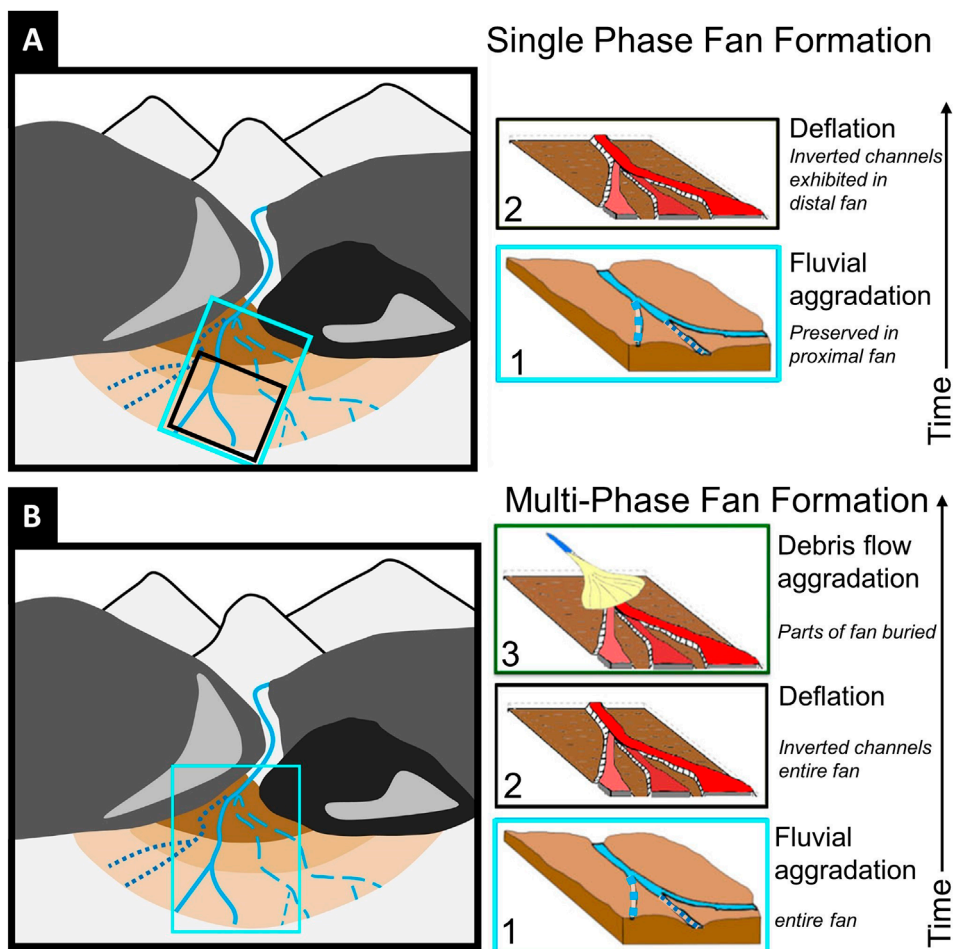 A
Single Phase Fan Formation
Deflation
Inverted channels
exhibited in
distal fan
2
Fluvial
aggradation
Preserved in
proximal fan
1
Time
B
Multi-Phase Fan Formation
Debris flow
aggradation
Parts of fan buried
3
Deflation
Inverted channels
entire fan
2
Fluvial
aggradation
entire fan
1
Time